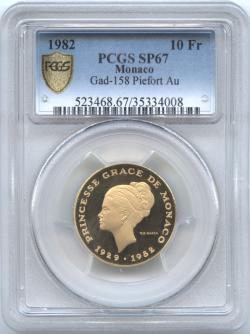 1982 10 Fr
PCGS SP67
Monaco
Gad-158 Piefort Au
523468.67/35334008
PCGS
PRINCESSE GRACE DE MONACO
1929 • 1982